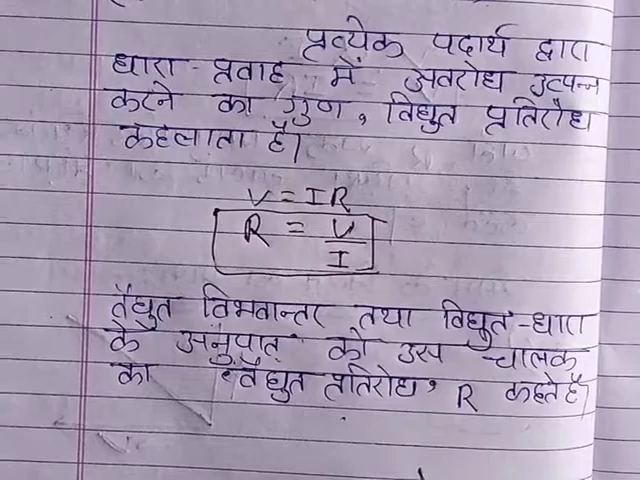 प्रत्येक पदार्थ द्वारा
धारा-प्रवाह में अवरोध उत्पन्न
करने का गुण, विद्युत प्रतिरोध
कहलाता है।
V = IR
R = V/I
वैद्युत विभवान्तर तथा विद्युत-धारा
के अनुपात को उस चालक
का "वैद्युत प्रतिरोध" R कहते है।